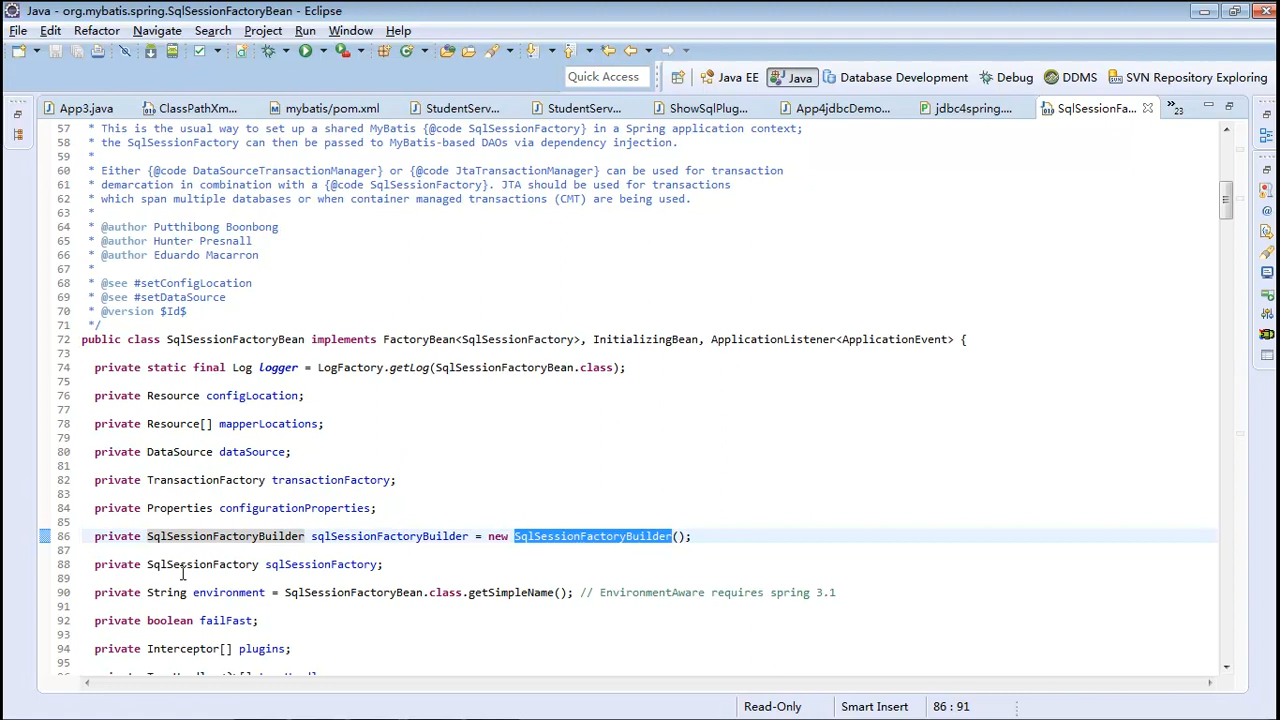 Java - org.mybatis.spring.SqlSessionFactoryBean - Eclipse
File Edit Refactor Navigate Search Project Run Window Help
Quick Access Java EE Java Database Development Debug DDMS SVN Repository Exploring
App3.java ClassPathXm... mybatis/pom.xml StudentServ... StudentServ... ShowSqlPlug... App4jdbcDemo... jdbc4spring.... SqlSessionFa... »23
57 * This is the usual way to set up a shared MyBatis {@code SqlSessionFactory} in a Spring application context;
58 * the SqlSessionFactory can then be passed to MyBatis-based DAOs via dependency injection.
59 *
60 * Either {@code DataSourceTransactionManager} or {@code JtaTransactionManager} can be used for transaction
61 * demarcation in combination with a {@code SqlSessionFactory}. JTA should be used for transactions
62 * which span multiple databases or when container managed transactions (CMT) are being used.
63 *
64 * @author Putthibong Boonbong
65 * @author Hunter Presnall
66 * @author Eduardo Macarron
67 *
68 * @see #setConfigLocation
69 * @see #setDataSource
70 * @version $Id$
71 */
72 public class SqlSessionFactoryBean implements FactoryBean<SqlSessionFactory>, InitializingBean, ApplicationListener<ApplicationEvent> {
73
74 private static final Log logger = LogFactory.getLog(SqlSessionFactoryBean.class);
75
76 private Resource configLocation;
77
78 private Resource[] mapperLocations;
79
80 private DataSource dataSource;
81
82 private TransactionFactory transactionFactory;
83
84 private Properties configurationProperties;
85
86 private SqlSessionFactoryBuilder sqlSessionFactoryBuilder = new SqlSessionFactoryBuilder();
87
88 private SqlSessionFactory sqlSessionFactory;
89
90 private String environment = SqlSessionFactoryBean.class.getSimpleName(); // EnvironmentAware requires spring 3.1
91
92 private boolean failFast;
93
94 private Interceptor[] plugins;
95
Read-Only Smart Insert 86 : 91